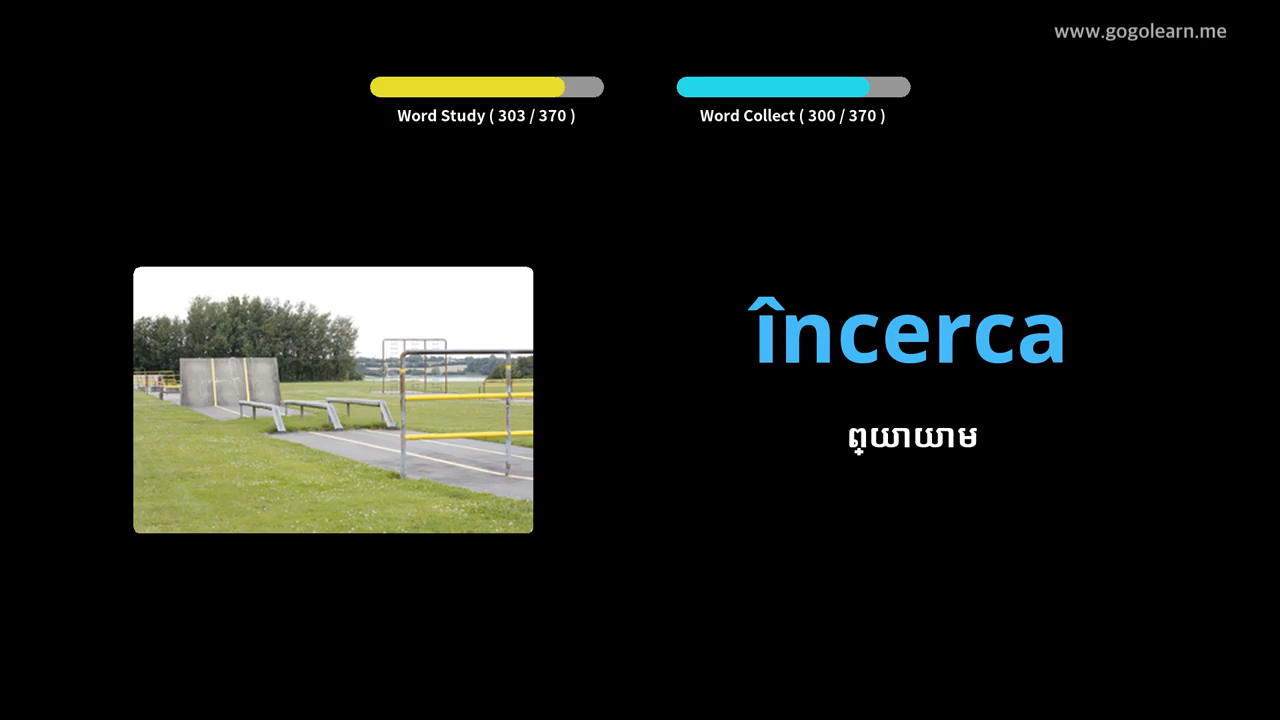 www.gogolearn.me
Word Study ( 303 / 370 )
Word Collect ( 300 / 370 )
încerca
ព្យាយាម